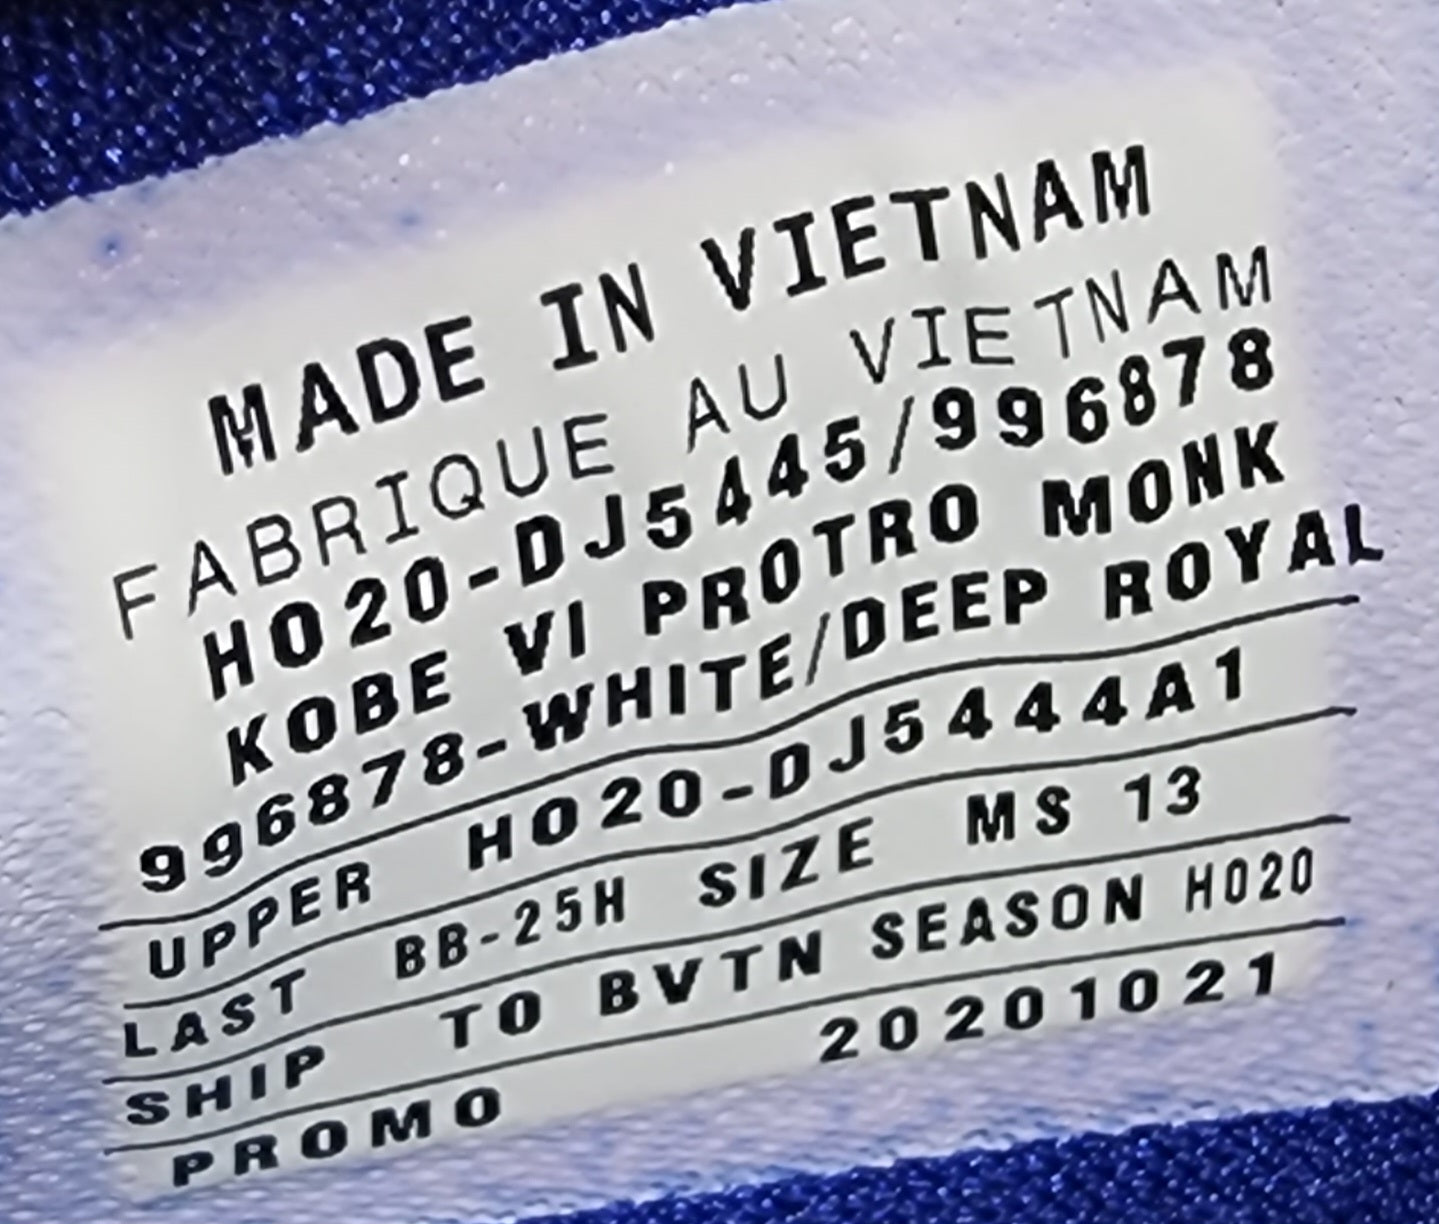 MADE IN VIETNAM
FABRIQUE AU VIETNAM
HO20-DJ5445/996878
KOBE VI PROTRO MONK
996878-WHITE/DEEP ROYAL
UPPER HO20-DJ5444A1
LAST BB-25H SIZE MS 13
SHIP TO BVTN SEASON HO20
PROMO 20201021